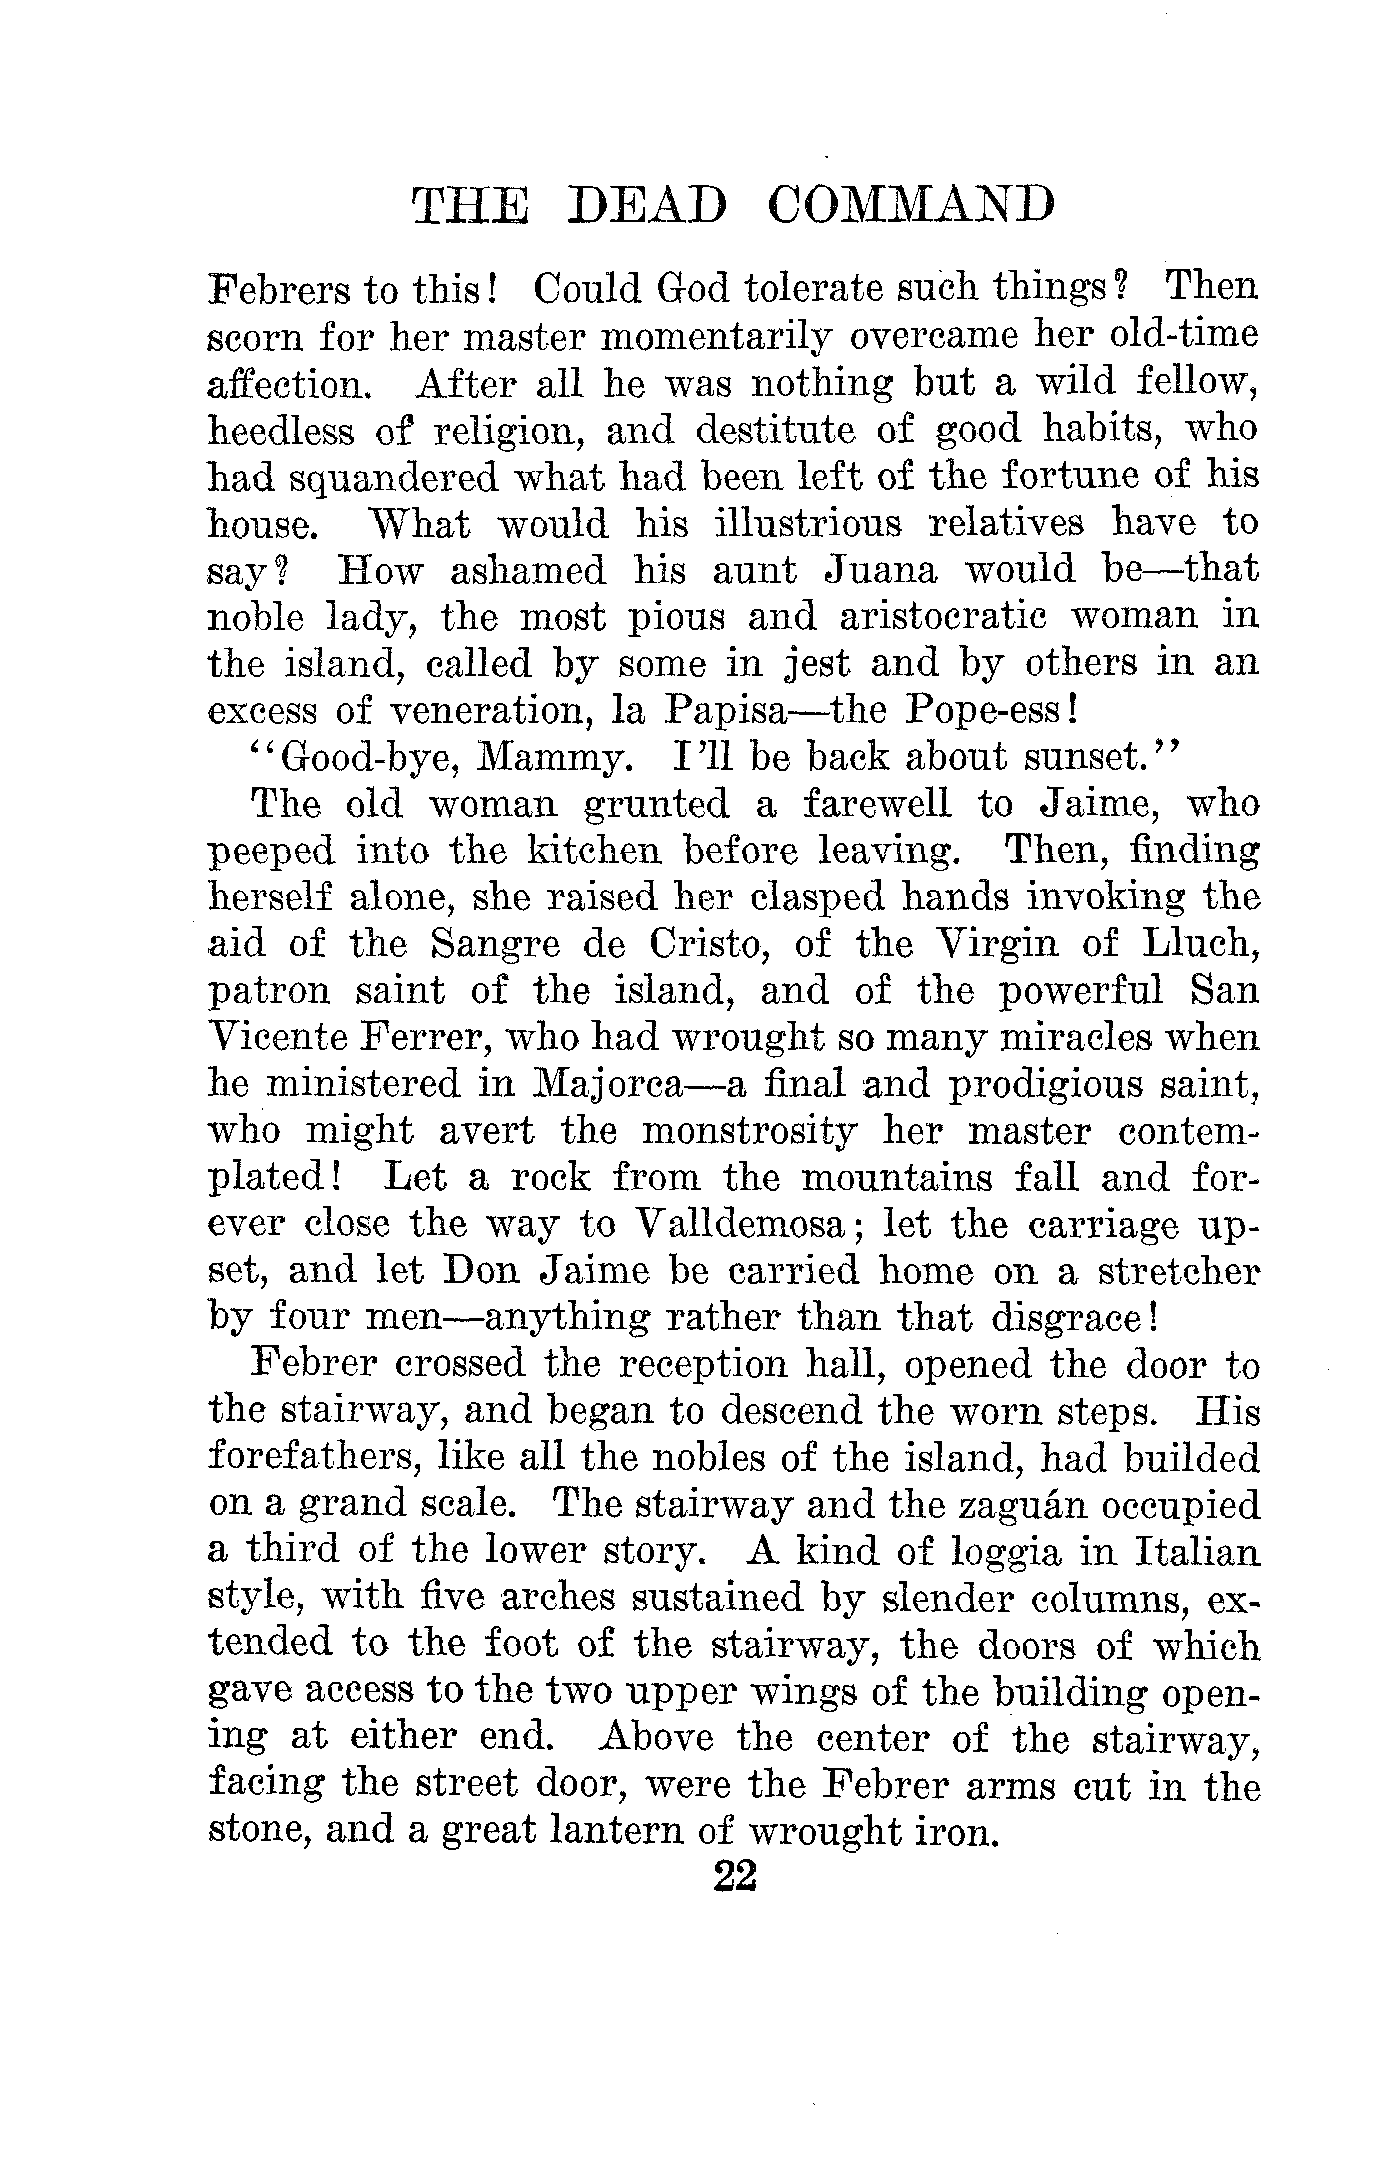 THE DEAD COMMAND
Febrers to this! Could God tolerate such things? Then
scorn for her master momentarily overcame her old-time
affection. After all he was nothing but a wild fellow,
heedless of religion, and destitute of good habits, who
had squandered what had been left of the fortune of his
house. What would his illustrious relatives have to
say? How ashamed his aunt Juana would be—that
noble lady, the most pious and aristocratic woman in
the island, called by some in jest and by others in an
excess of veneration, la Papisa—the Pope-ess!
"Good-bye, Mammy. I'll be back about sunset."
The old woman grunted a farewell to Jaime, who
peeped into the kitchen before leaving. Then, finding
herself alone, she raised her clasped hands invoking the
aid of the Sangre de Cristo, of the Virgin of Lluch,
patron saint of the island, and of the powerful San
Vicente Ferrer, who had wrought so many miracles when
he ministered in Majorca—a final and prodigious saint,
who might avert the monstrosity her master contem-
plated! Let a rock from the mountains fall and for-
ever close the way to Valldemosa; let the carriage up-
set, and let Don Jaime be carried home on a stretcher
by four men—anything rather than that disgrace!
Febrer crossed the reception hall, opened the door to
the stairway, and began to descend the worn steps. His
forefathers, like all the nobles of the island, had builded
on a grand scale. The stairway and the zaguán occupied
a third of the lower story. A kind of loggia in Italian
style, with five arches sustained by slender columns, ex-
tended to the foot of the stairway, the doors of which
gave access to the two upper wings of the building open-
ing at either end. Above the center of the stairway,
facing the street door, were the Febrer arms cut in the
stone, and a great lantern of wrought iron.
22